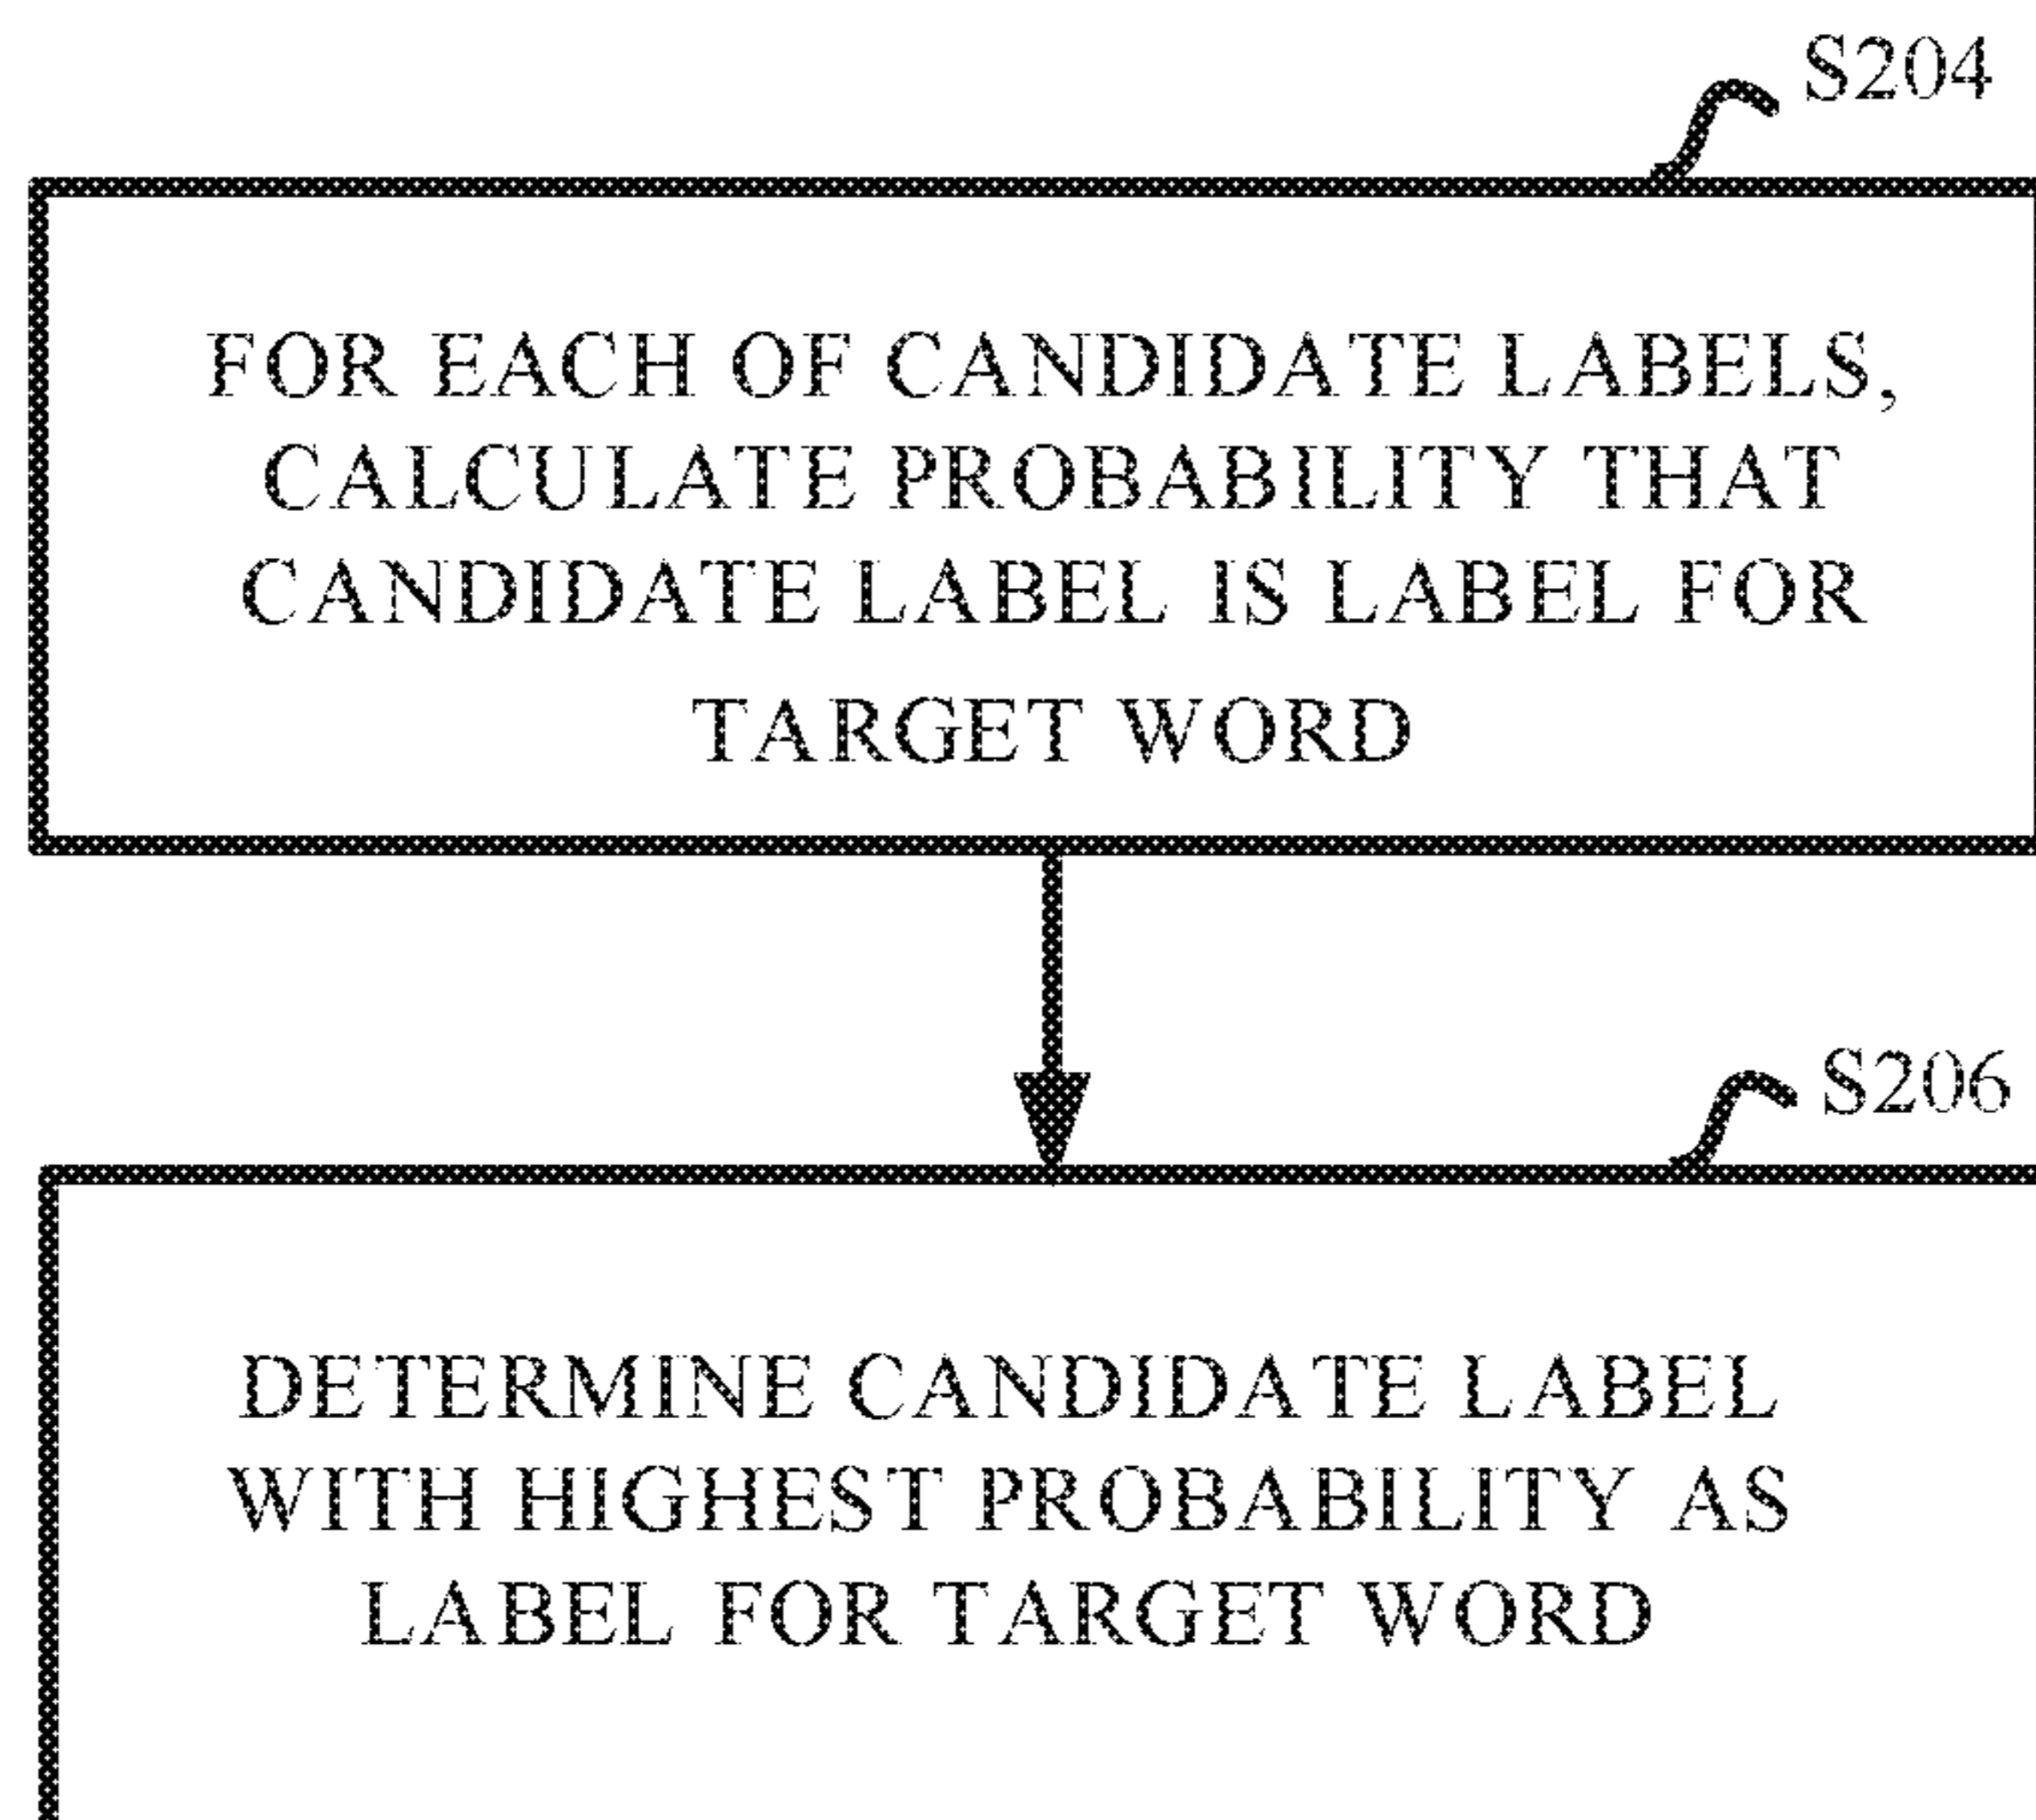 S204
FOR EACH OF CANDIDATE LABELS,
CALCULATE PROBABILITY THAT
CANDIDATE LABEL IS LABEL FOR
TARGET WORD
S206
DETERMINE CANDIDATE LABEL
WITH HIGHEST PROBABILITY AS
LABEL FOR TARGET WORD